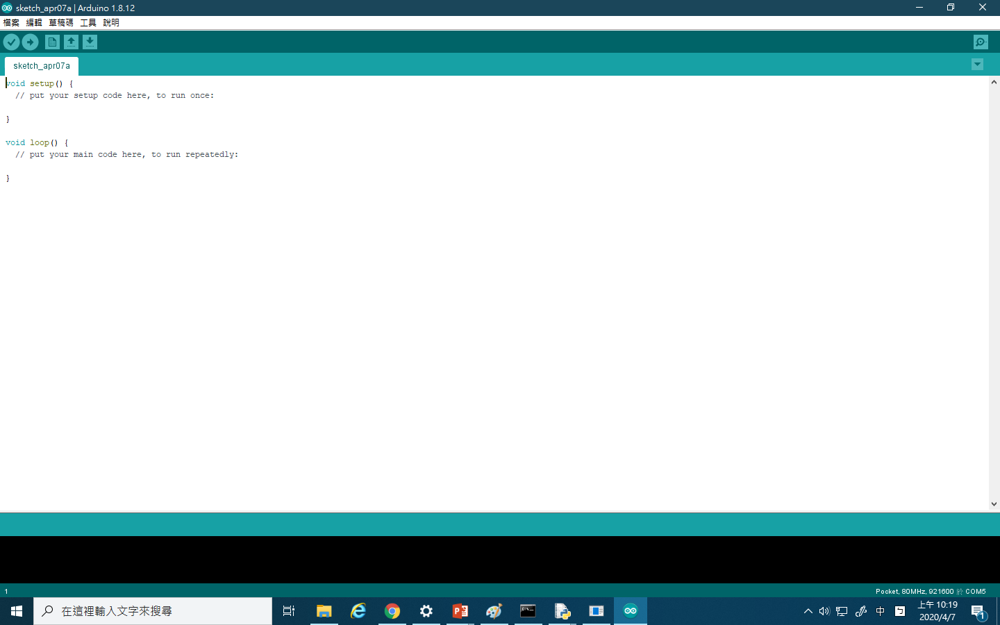 sketch_apr07a | Arduino 1.8.12
檔案 編輯 草稿碼 工具 說明
sketch_apr07a
void setup() {
  // put your setup code here, to run once:
}
void loop() {
  // put your main code here, to run repeatedly:
}
1
Pocket, 80MHz, 921600 於 COM5
在這裡輸入文字來搜尋
中
ㄅ
上午 10:19
2020/4/7
1